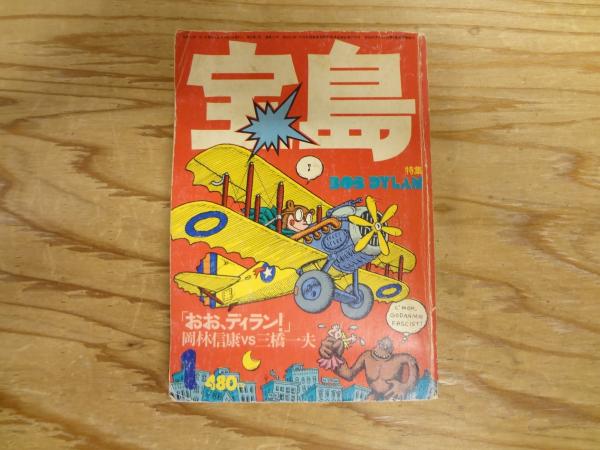 宝島
特集
BOB DYLAN
?
C'MON,
GODAMN
FASCIST!
「おお、ディラン!」
岡林信康VS三橋一夫
1
480